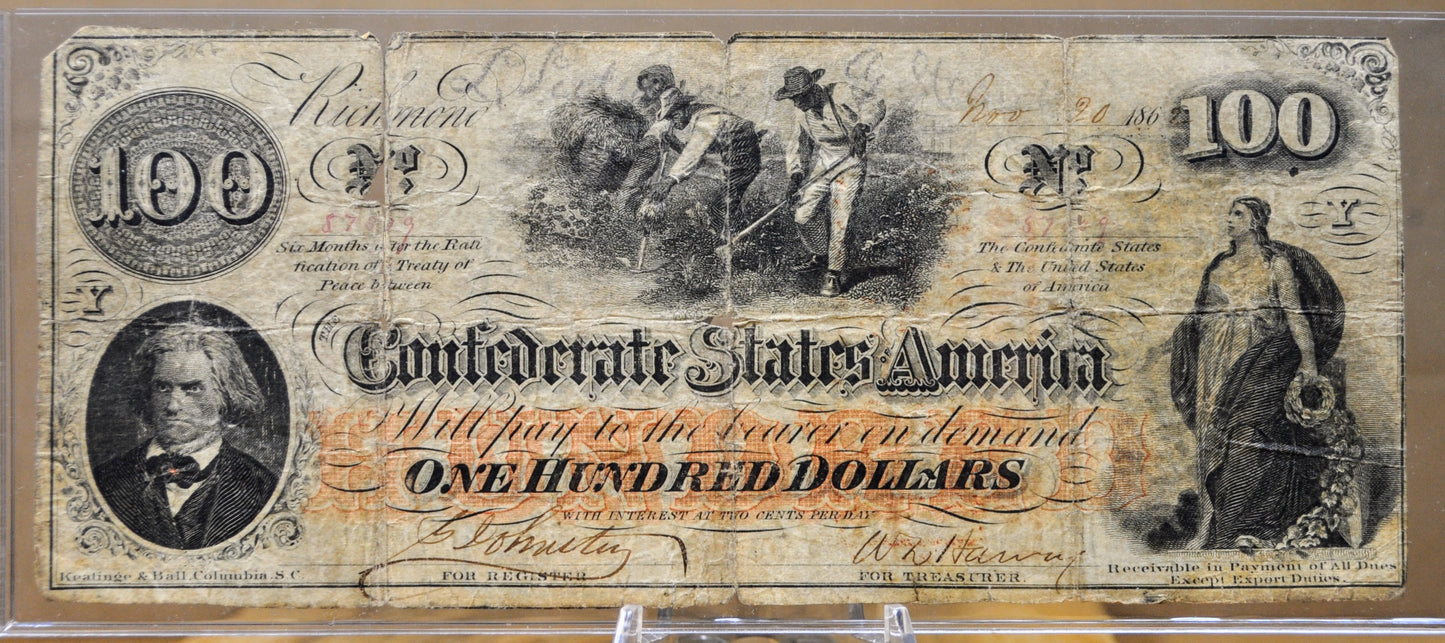 Richmond
Nov 20 186
100
100
No.
No.
Y
Six Months after the Rati
fication of a Treaty of
Peace between
The Confederate States
& The United States
of America
Y
THE
Confederate States America
Will pay to the bearer on demand
HUNDRED
ONE HUNDRED DOLLARS
WITH INTEREST AT TWO CENTS PER DAY
FOR REGISTER
FOR TREASURER.
Keatinge & Ball, Columbia, S.C.
Receivable in Payment of All Dues
Except Export Duties.